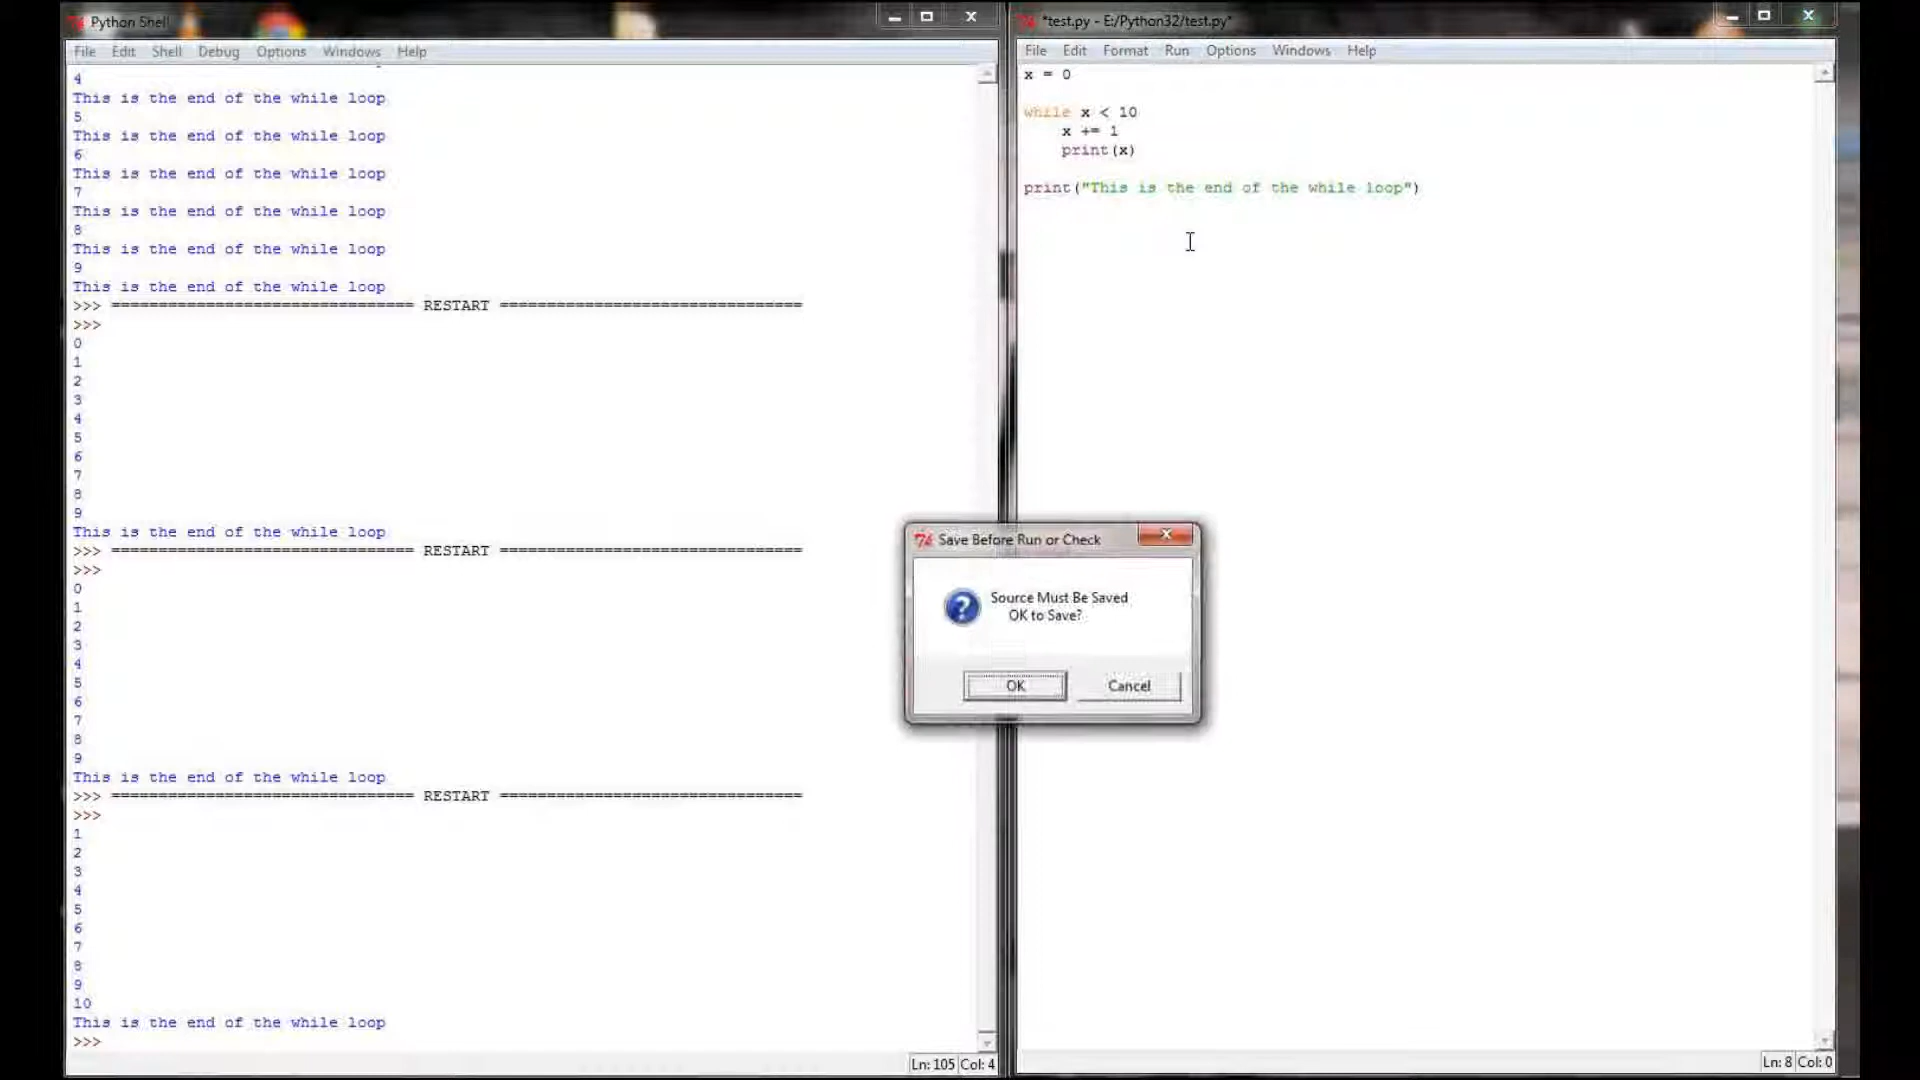 Python Shell
File Edit Shell Debug Options Windows Help
4
This is the end of the while loop
5
This is the end of the while loop
6
This is the end of the while loop
7
This is the end of the while loop
8
This is the end of the while loop
9
This is the end of the while loop
>>> ================================ RESTART ================================
>>>
0
1
2
3
4
5
6
7
8
9
This is the end of the while loop
>>> ================================ RESTART ================================
>>>
0
1
2
3
4
5
6
7
8
9
This is the end of the while loop
>>> ================================ RESTART ================================
>>>
1
2
3
4
5
6
7
8
9
10
This is the end of the while loop
>>>
Ln: 105 Col: 4
*test.py - E:/Python32/test.py*
File Edit Format Run Options Windows Help
x = 0
while x < 10
x += 1
print(x)
print("This is the end of the while loop")
Ln: 8 Col: 0
Save Before Run or Check
Source Must Be Saved
OK to Save?
OK Cancel